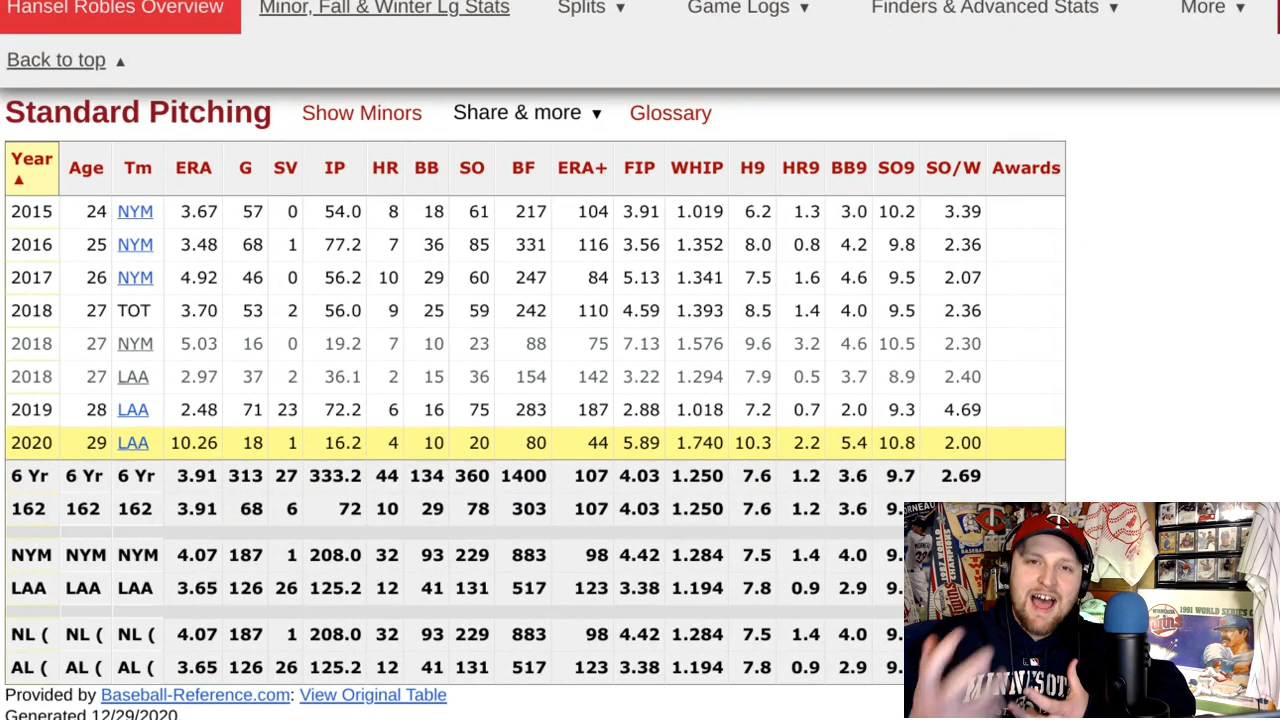 Hansel Robles Overview Minor, Fall & Winter Lg Stats Splits ▼ Game Logs ▼ Finders & Advanced Stats ▼ More ▼
Back to top ▲
Standard Pitching Show Minors Share & more ▼ Glossary
Year ▲ Age Tm ERA G SV IP HR BB SO BF ERA+ FIP WHIP H9 HR9 BB9 SO9 SO/W Awards
2015 24 NYM 3.67 57 0 54.0 8 18 61 217 104 3.91 1.019 6.2 1.3 3.0 10.2 3.39
2016 25 NYM 3.48 68 1 77.2 7 36 85 331 116 3.56 1.352 8.0 0.8 4.2 9.8 2.36
2017 26 NYM 4.92 46 0 56.2 10 29 60 247 84 5.13 1.341 7.5 1.6 4.6 9.5 2.07
2018 27 TOT 3.70 53 2 56.0 9 25 59 242 110 4.59 1.393 8.5 1.4 4.0 9.5 2.36
2018 27 NYM 5.03 16 0 19.2 7 10 23 88 75 7.13 1.576 9.6 3.2 4.6 10.5 2.30
2018 27 LAA 2.97 37 2 36.1 2 15 36 154 142 3.22 1.294 7.9 0.5 3.7 8.9 2.40
2019 28 LAA 2.48 71 23 72.2 6 16 75 283 187 2.88 1.018 7.2 0.7 2.0 9.3 4.69
2020 29 LAA 10.26 18 1 16.2 4 10 20 80 44 5.89 1.740 10.3 2.2 5.4 10.8 2.00
6 Yr 6 Yr 6 Yr 3.91 313 27 333.2 44 134 360 1400 107 4.03 1.250 7.6 1.2 3.6 9.7 2.69
162 162 162 3.91 68 6 72 10 29 78 303 107 4.03 1.250 7.6 1.2 3.6 9.
NYM NYM NYM 4.07 187 1 208.0 32 93 229 883 98 4.42 1.284 7.5 1.4 4.0 9.
LAA LAA LAA 3.65 126 26 125.2 12 41 131 517 123 3.38 1.194 7.8 0.9 2.9 9.
NL ( NL ( NL ( 4.07 187 1 208.0 32 93 229 883 98 4.42 1.284 7.5 1.4 4.0 9.
AL ( AL ( AL ( 3.65 126 26 125.2 12 41 131 517 123 3.38 1.194 7.8 0.9 2.9 9.
Provided by Baseball-Reference.com: View Original Table
Generated 12/29/2020.
1991 WORLD SERIES
Twins
MINNESOT